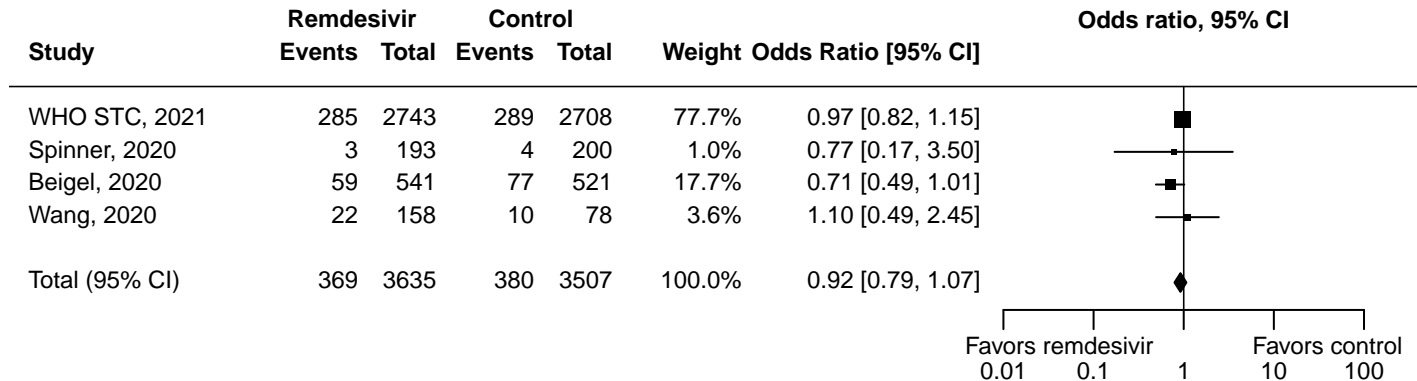 Remdesivir Control Odds ratio, 95% CI
Study Events Total Events Total Weight Odds Ratio [95% CI]
WHO STC, 2021 285 2743 289 2708 77.7% 0.97 [0.82, 1.15]
Spinner, 2020 3 193 4 200 1.0% 0.77 [0.17, 3.50]
Beigel, 2020 59 541 77 521 17.7% 0.71 [0.49, 1.01]
Wang, 2020 22 158 10 78 3.6% 1.10 [0.49, 2.45]
Total (95% CI) 369 3635 380 3507 100.0% 0.92 [0.79, 1.07]
Favors remdesivir Favors control
0.01 0.1 1 10 100